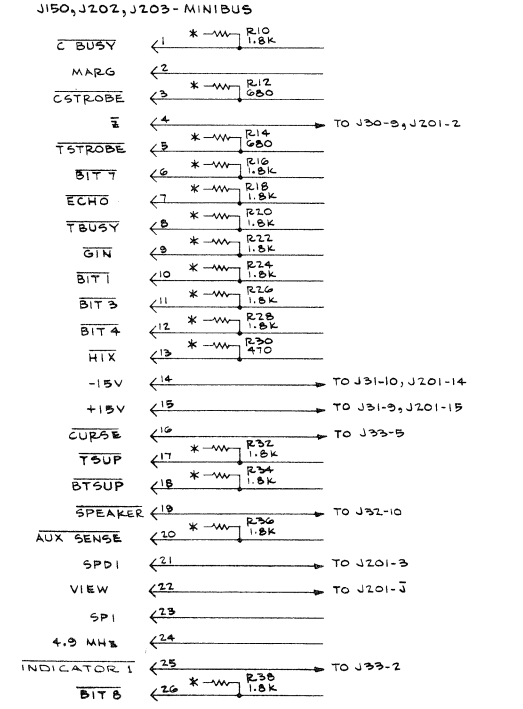 J150, J202, J203 - MINIBUS
C BUSY 1 * R10 1.8K
MARG 2
CSTROBE 3 * R12 680
Z 4 TO J30-9, J201-2
TSTROBE 5 * R14 680
BIT 7 6 * R16 1.8K
ECHO 7 * R18 1.8K
TBUSY 8 * R20 1.8K
GIN 9 * R22 1.8K
BIT 1 10 * R24 1.8K
BIT 3 11 * R26 1.8K
BIT 4 12 * R28 1.8K
HIX 13 * R30 470
-15V 14 TO J31-10, J201-14
+15V 15 TO J31-9, J201-15
CURSE 16 TO J33-5
TSUP 17 * R32 1.8K
BTSUP 18 * R34 1.8K
SPEAKER 19 TO J32-10
AUX SENSE 20 * R36 1.8K
SPDI 21 TO J201-3
VIEW 22 TO J201-J̅
SPI 23
4.9 MHz 24
INDICATOR 1 25 TO J33-2
BIT 8 26 * R38 1.8K